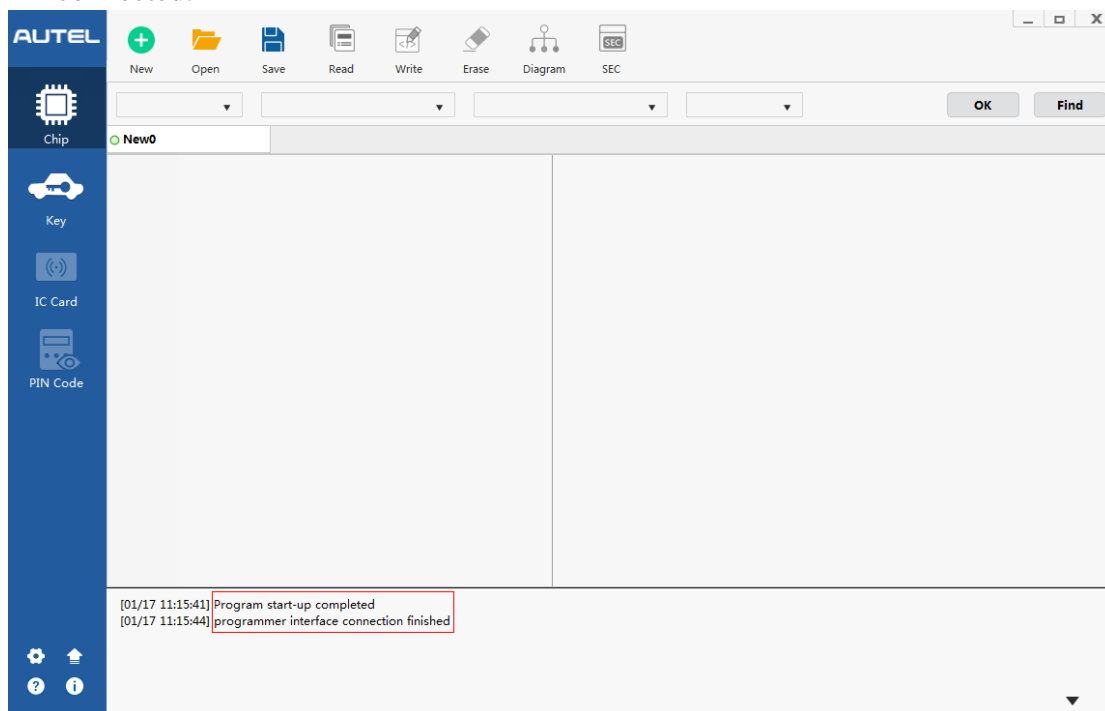 AUTEL
New Open Save Read Write Erase Diagram SEC
OK Find
Chip
New0
Key
IC Card
PIN Code
[01/17 11:15:41] Program start-up completed
[01/17 11:15:44] programmer interface connection finished